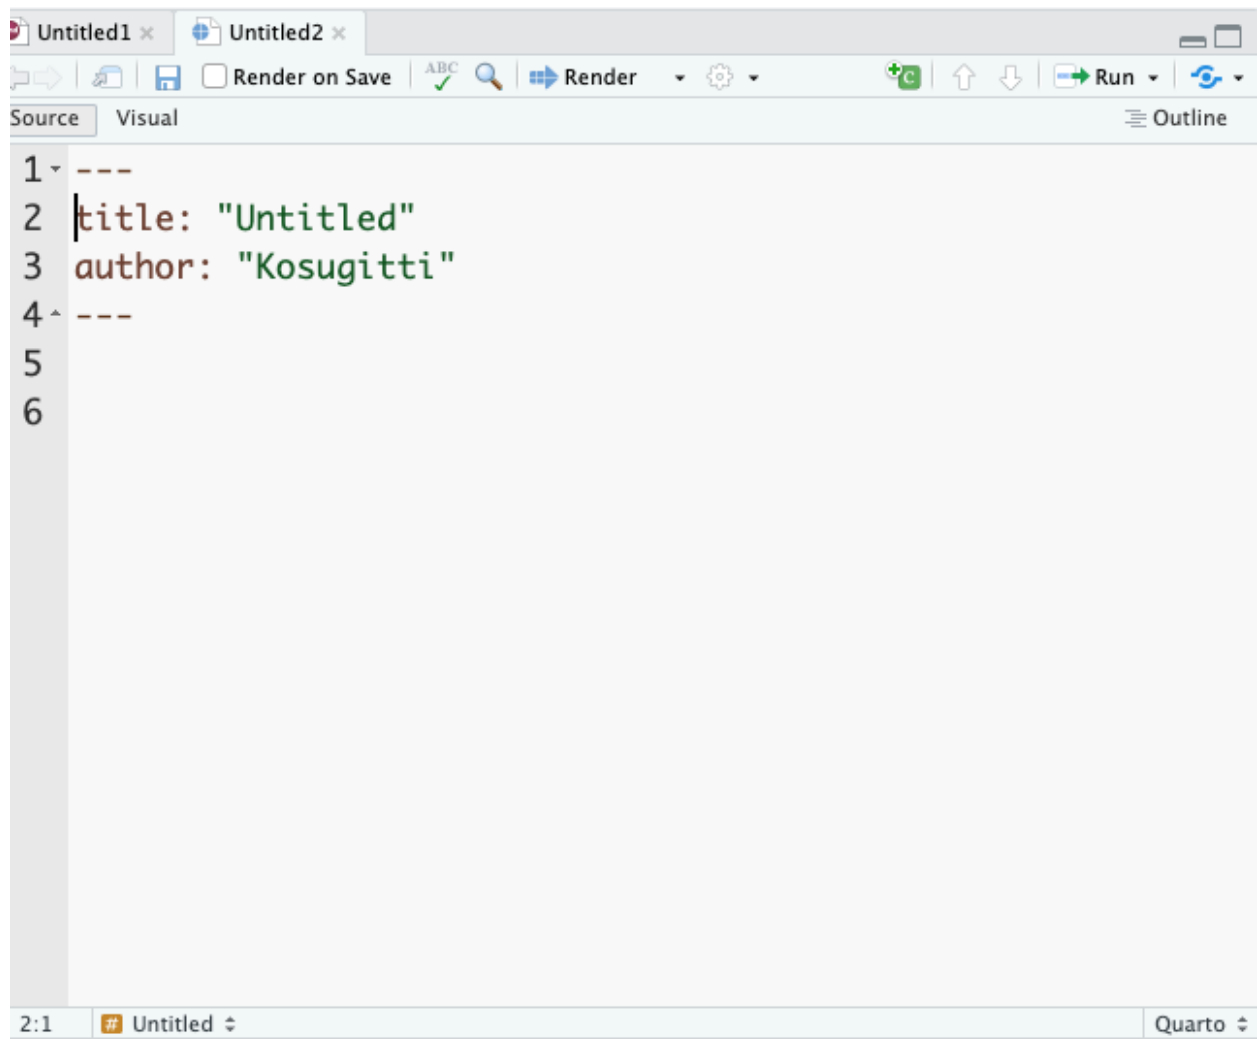 Untitled1 × Untitled2 ×
Render on Save ABC Render Run
Source Visual Outline
1 ---
2 title: "Untitled"
3 author: "Kosugitti"
4 ---
5
6
2:1 # Untitled Quarto